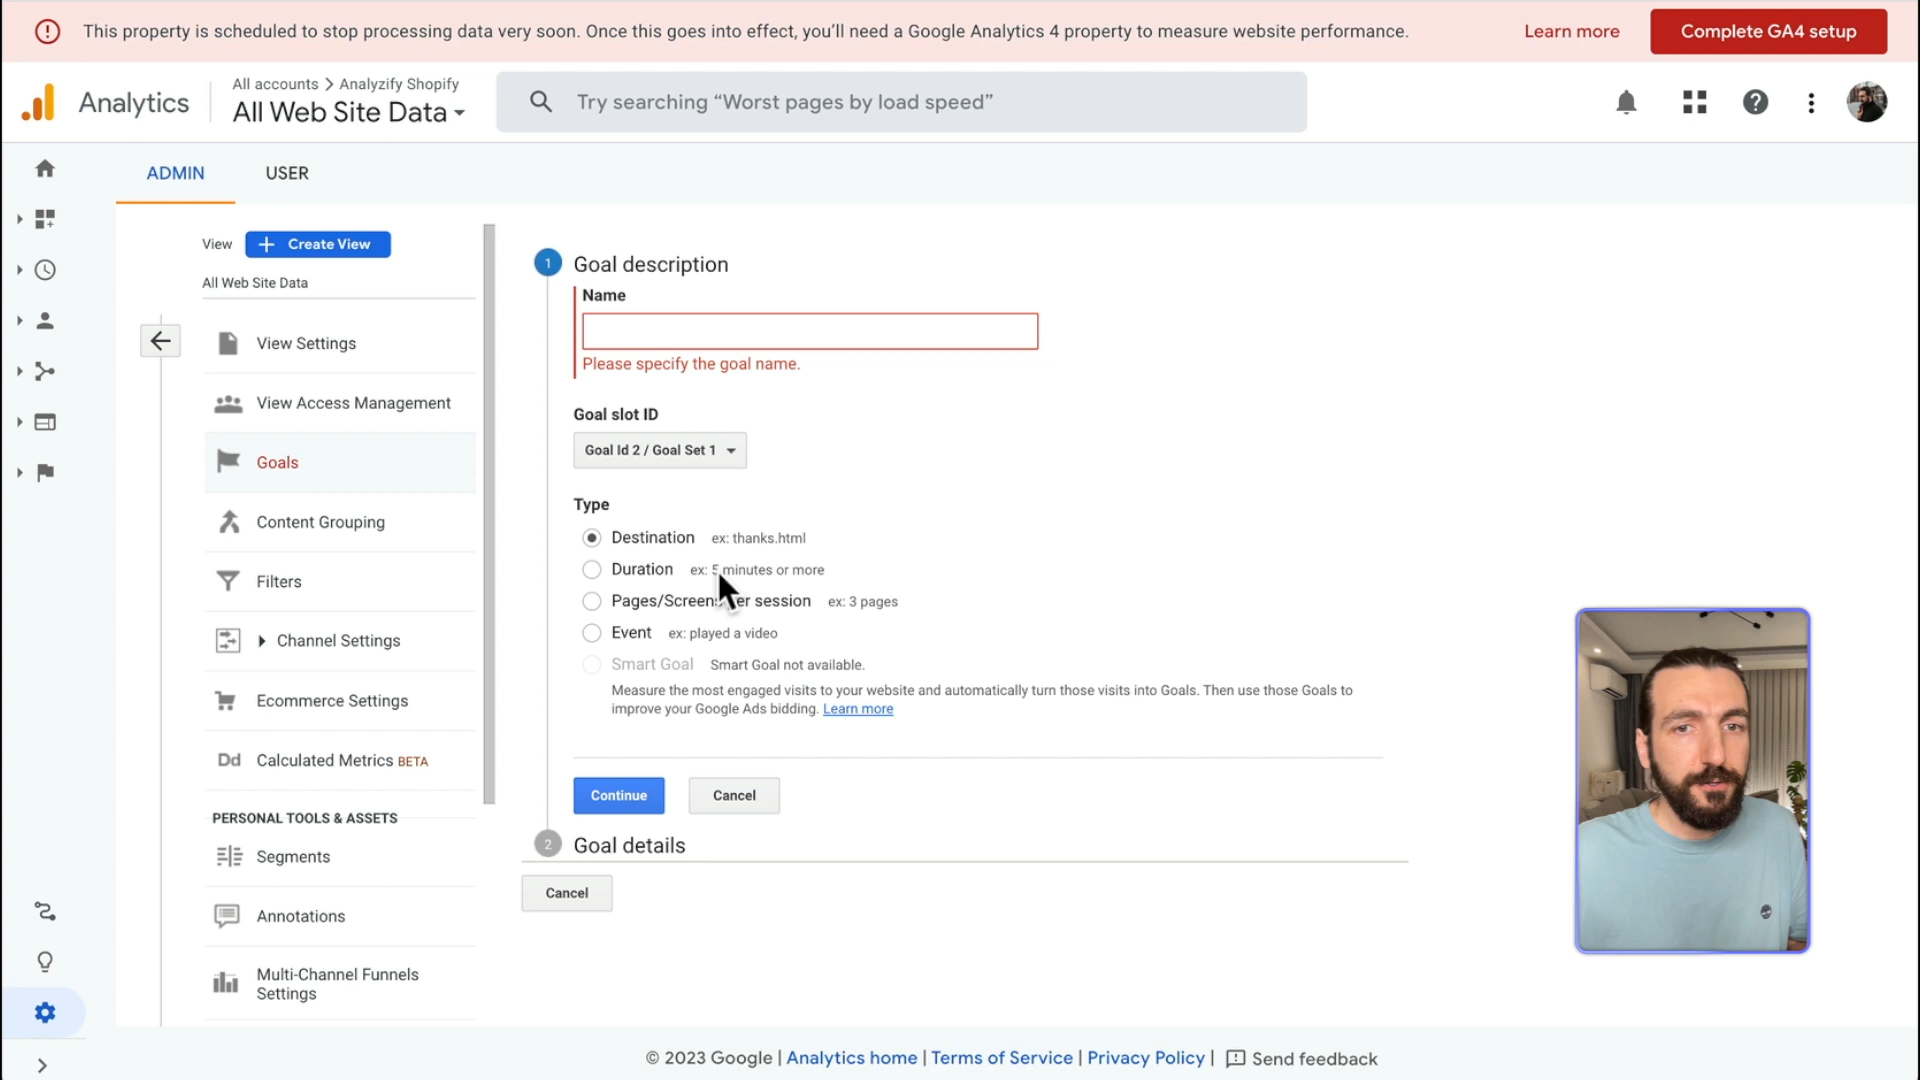 This property is scheduled to stop processing data very soon. Once this goes into effect, you'll need a Google Analytics 4 property to measure website performance.
Learn more
Complete GA4 setup
Analytics
All accounts > Analyzify Shopify
All Web Site Data
Try searching “Worst pages by load speed”
ADMIN
USER
View
+ Create View
All Web Site Data
View Settings
View Access Management
Goals
Content Grouping
Filters
Channel Settings
Ecommerce Settings
Dd Calculated Metrics BETA
PERSONAL TOOLS & ASSETS
Segments
Annotations
Multi-Channel Funnels
Settings
1 Goal description
Name
Please specify the goal name.
Goal slot ID
Goal Id 2 / Goal Set 1
Type
Destination ex: thanks.html
Duration ex: 5 minutes or more
Pages/Screens per session ex: 3 pages
Event ex: played a video
Smart Goal Smart Goal not available.
Measure the most engaged visits to your website and automatically turn those visits into Goals. Then use those Goals to
improve your Google Ads bidding. Learn more
Continue
Cancel
2 Goal details
Cancel
© 2023 Google | Analytics home | Terms of Service | Privacy Policy | Send feedback